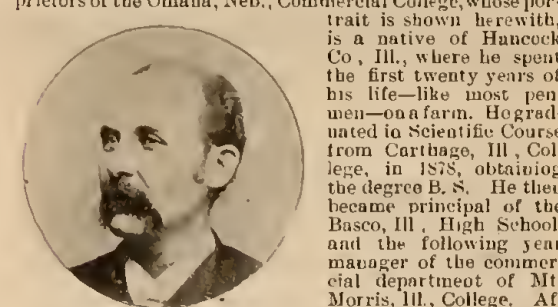 prietors of the Omaha, Neb., Commercial College, whose por-
trait is shown herewith,
is a native of Hancock
Co, Ill., where he spent
the first twenty years of
his life—like most pen
men—on a farm. He grad
uated in Scientific Course
from Carthage, Ill, Col
lege, in 1878, obtaining
the degree B. S. He then
became principal of the
Basco, Ill, High School
and the following year
manager of the commer
cial department of Mt
Morris, Ill., College. Af